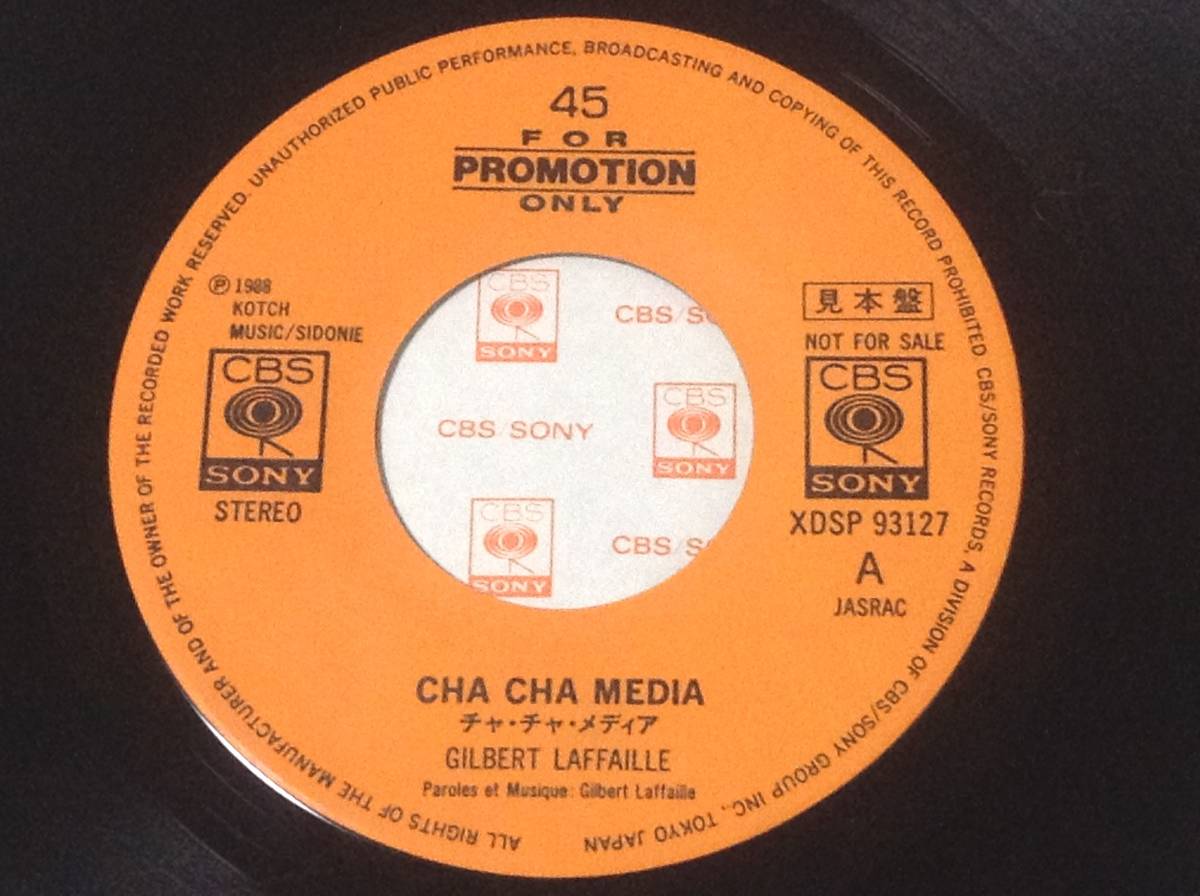 ALL RIGHTS OF THE MANUFACTURER AND OF THE OWNER OF THE RECORDED WORK RESERVED. UNAUTHORIZED PUBLIC PERFORMANCE, BROADCASTING AND COPYING OF THIS RECORD PROHIBITED CBS/SONY RECORDS, A DIVISION OF CBS/SONY GROUP INC., TOKYO JAPAN
45
FOR
PROMOTION
ONLY
Ⓟ 1988
KOTCH
MUSIC/SIDONIE
CBS
SONY
STEREO
CBS
SONY
CBS/S
CBS/SONY
CBS
SONY
CBS
SONY
CBS/S
見本盤
NOT FOR SALE
CBS
SONY
XDSP 93127
A
JASRAC
CHA CHA MEDIA
チャ・チャ・メディア
GILBERT LAFFAILLE
Paroles et Musique: Gilbert Laffaille